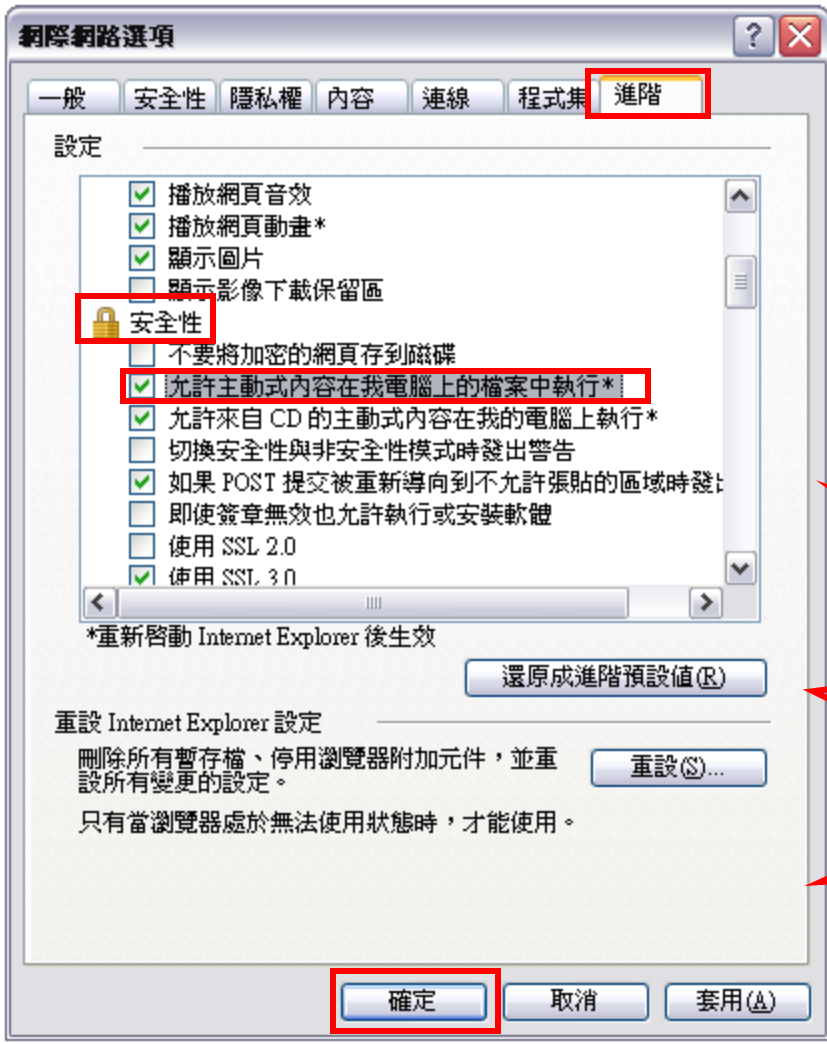 網際網路選項
一般 安全性 隱私權 內容 連線 程式集 進階
設定
播放網頁音效
播放網頁動畫*
顯示圖片
顯示影像下載保留區
安全性
不要將加密的網頁存到磁碟
允許主動式內容在我電腦上的檔案中執行*
允許來自 CD 的主動式內容在我的電腦上執行*
切換安全性與非安全性模式時發出警告
如果 POST 提交被重新導向到不允許張貼的區域時發出
即使簽章無效也允許執行或安裝軟體
使用 SSL 2.0
使用 SSL 3.0
*重新啓動 Internet Explorer 後生效
還原成進階預設值(R)
重設 Internet Explorer 設定
刪除所有暫存檔、停用瀏覽器附加元件，並重
設所有變更的設定。
重設(S)...
只有當瀏覽器處於無法使用狀態時，才能使用。
確定 取消 套用(A)